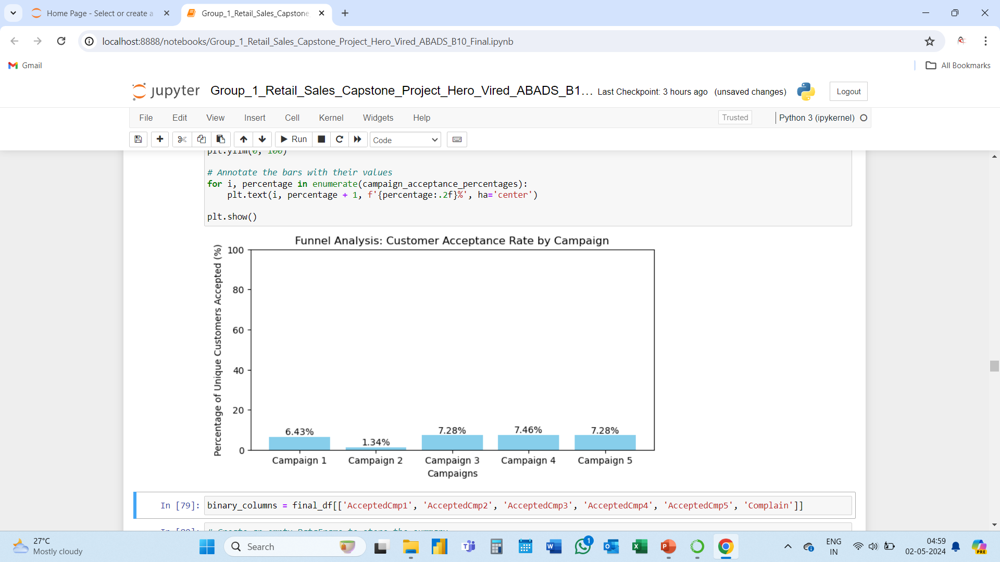 Home Page - Select or create a
Group_1_Retail_Sales_Capstone
localhost:8888/notebooks/Group_1_Retail_Sales_Capstone_Project_Hero_Vired_ABADS_B10_Final.ipynb
Gmail
All Bookmarks
jupyter
Group_1_Retail_Sales_Capstone_Project_Hero_Vired_ABADS_B1...
Last Checkpoint: 3 hours ago (unsaved changes)
Logout
File Edit View Insert Cell Kernel Widgets Help
Trusted
Python 3 (ipykernel)
Run
Code
plt.ylim(0, 100)
# Annotate the bars with their values
for i, percentage in enumerate(campaign_acceptance_percentages):
plt.text(i, percentage + 1, f'{percentage:.2f}%', ha='center')
plt.show()
Funnel Analysis: Customer Acceptance Rate by Campaign
Percentage of Unique Customers Accepted (%)
100
80
60
40
20
0
6.43%
1.34%
7.28%
7.46%
7.28%
Campaign 1 Campaign 2 Campaign 3 Campaign 4 Campaign 5
Campaigns
In [79]: binary_columns = final_df[['AcceptedCmp1', 'AcceptedCmp2', 'AcceptedCmp3', 'AcceptedCmp4', 'AcceptedCmp5', 'Complain']]
In [80]: # Create an empty DataFrame to store the summary
27°C
Mostly cloudy
Search
1
ENG
IN
04:59
02-05-2024
PRE